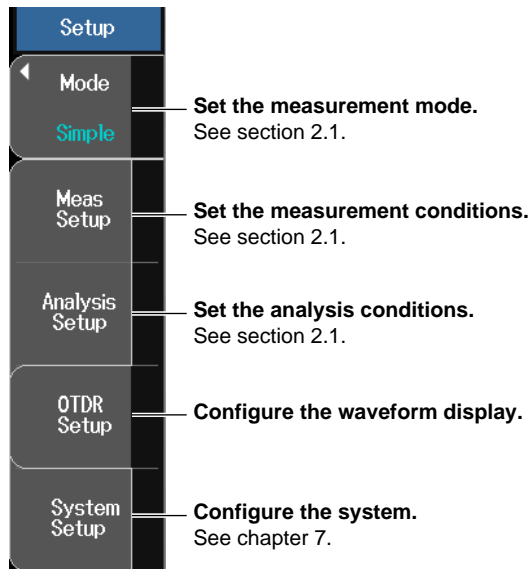 Setup
Mode
Simple
Set the measurement mode.
See section 2.1.
Meas
Setup
Set the measurement conditions.
See section 2.1.
Analysis
Setup
Set the analysis conditions.
See section 2.1.
OTDR
Setup
Configure the waveform display.
System
Setup
Configure the system.
See chapter 7.